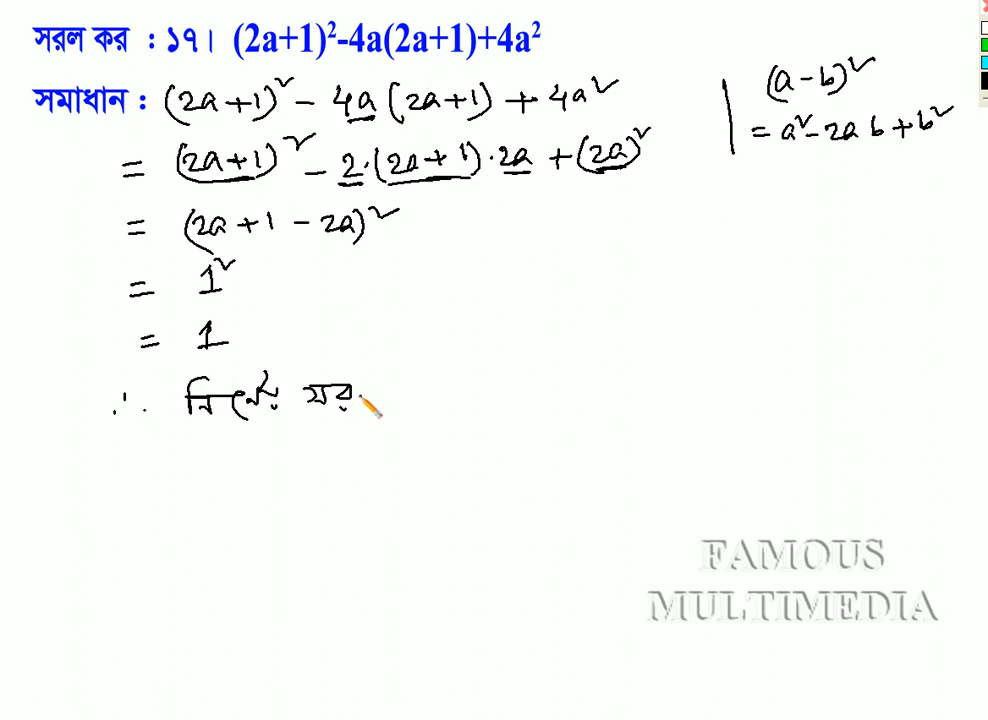 সরল কর : ১৭। (2a+1)²-4a(2a+1)+4a²
সমাধান : (2a+1)² - 4a (2a+1) + 4a²
= (2a+1)² - 2·(2a+1)·2a + (2a)²
= (2a+1-2a)²
= 1²
= 1
∴ নির্ণেয় সর
(a-b)²
= a²-2ab+b²
FAMOUS
MULTIMEDIA